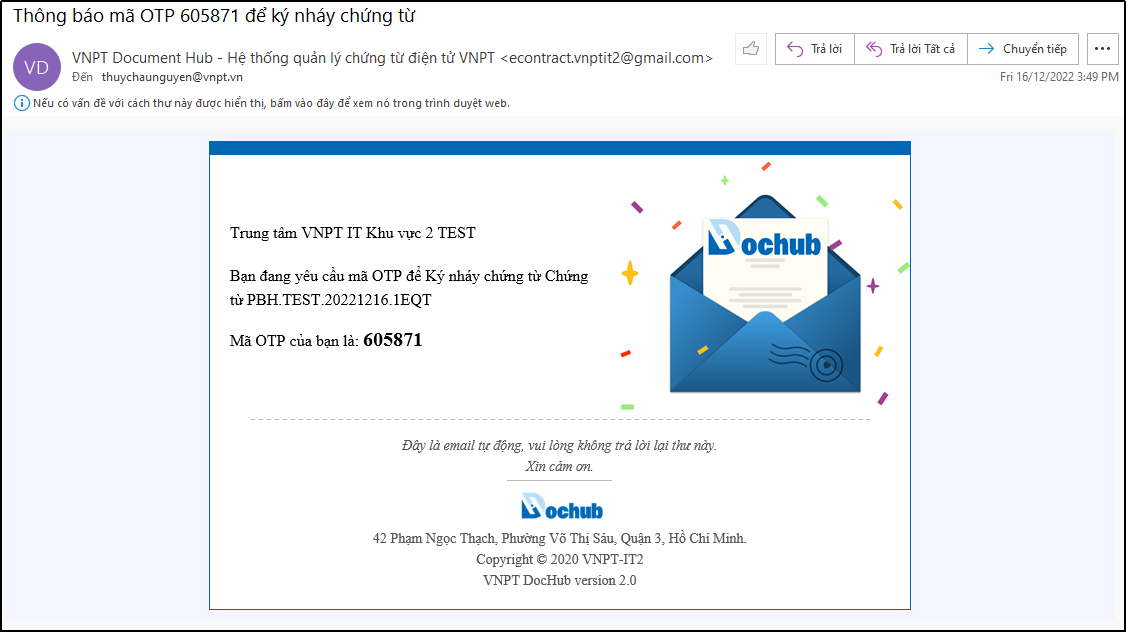 Thông báo mã OTP 605871 để ký nháy chứng từ
VD
VNPT Document Hub - Hệ thống quản lý chứng từ điện tử VNPT <econtract.vnptit2@gmail.com>
Đến thuychaunguyen@vnpt.vn
Trả lời
Trả lời Tất cả
Chuyển tiếp
Fri 16/12/2022 3:49 PM
Nếu có vấn đề với cách thư này được hiển thị, bấm vào đây để xem nó trong trình duyệt web.
Trung tâm VNPT IT Khu vực 2 TEST
Bạn đang yêu cầu mã OTP để Ký nháy chứng từ Chứng
từ PBH.TEST.20221216.1EQT
Mã OTP của bạn là: 605871
Dochub
Đây là email tự động, vui lòng không trả lời lại thư này.
Xin cảm ơn.
Dochub
42 Phạm Ngọc Thạch, Phường Võ Thị Sáu, Quận 3, Hồ Chí Minh.
Copyright © 2020 VNPT-IT2
VNPT DocHub version 2.0